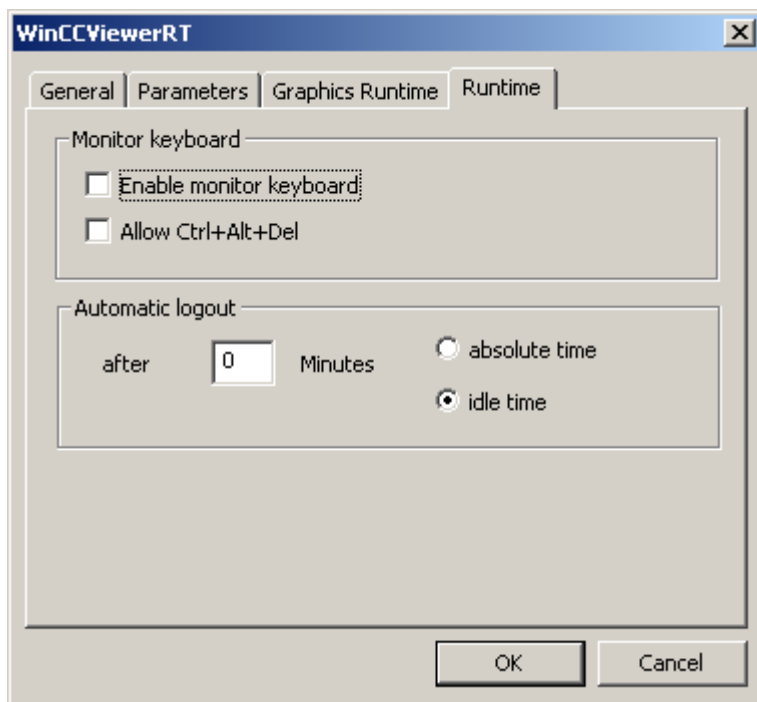 WinCCViewerRT
General Parameters Graphics Runtime Runtime
Monitor keyboard
Enable monitor keyboard
Allow Ctrl+Alt+Del
Automatic logout
after 0 Minutes
absolute time
idle time
OK Cancel